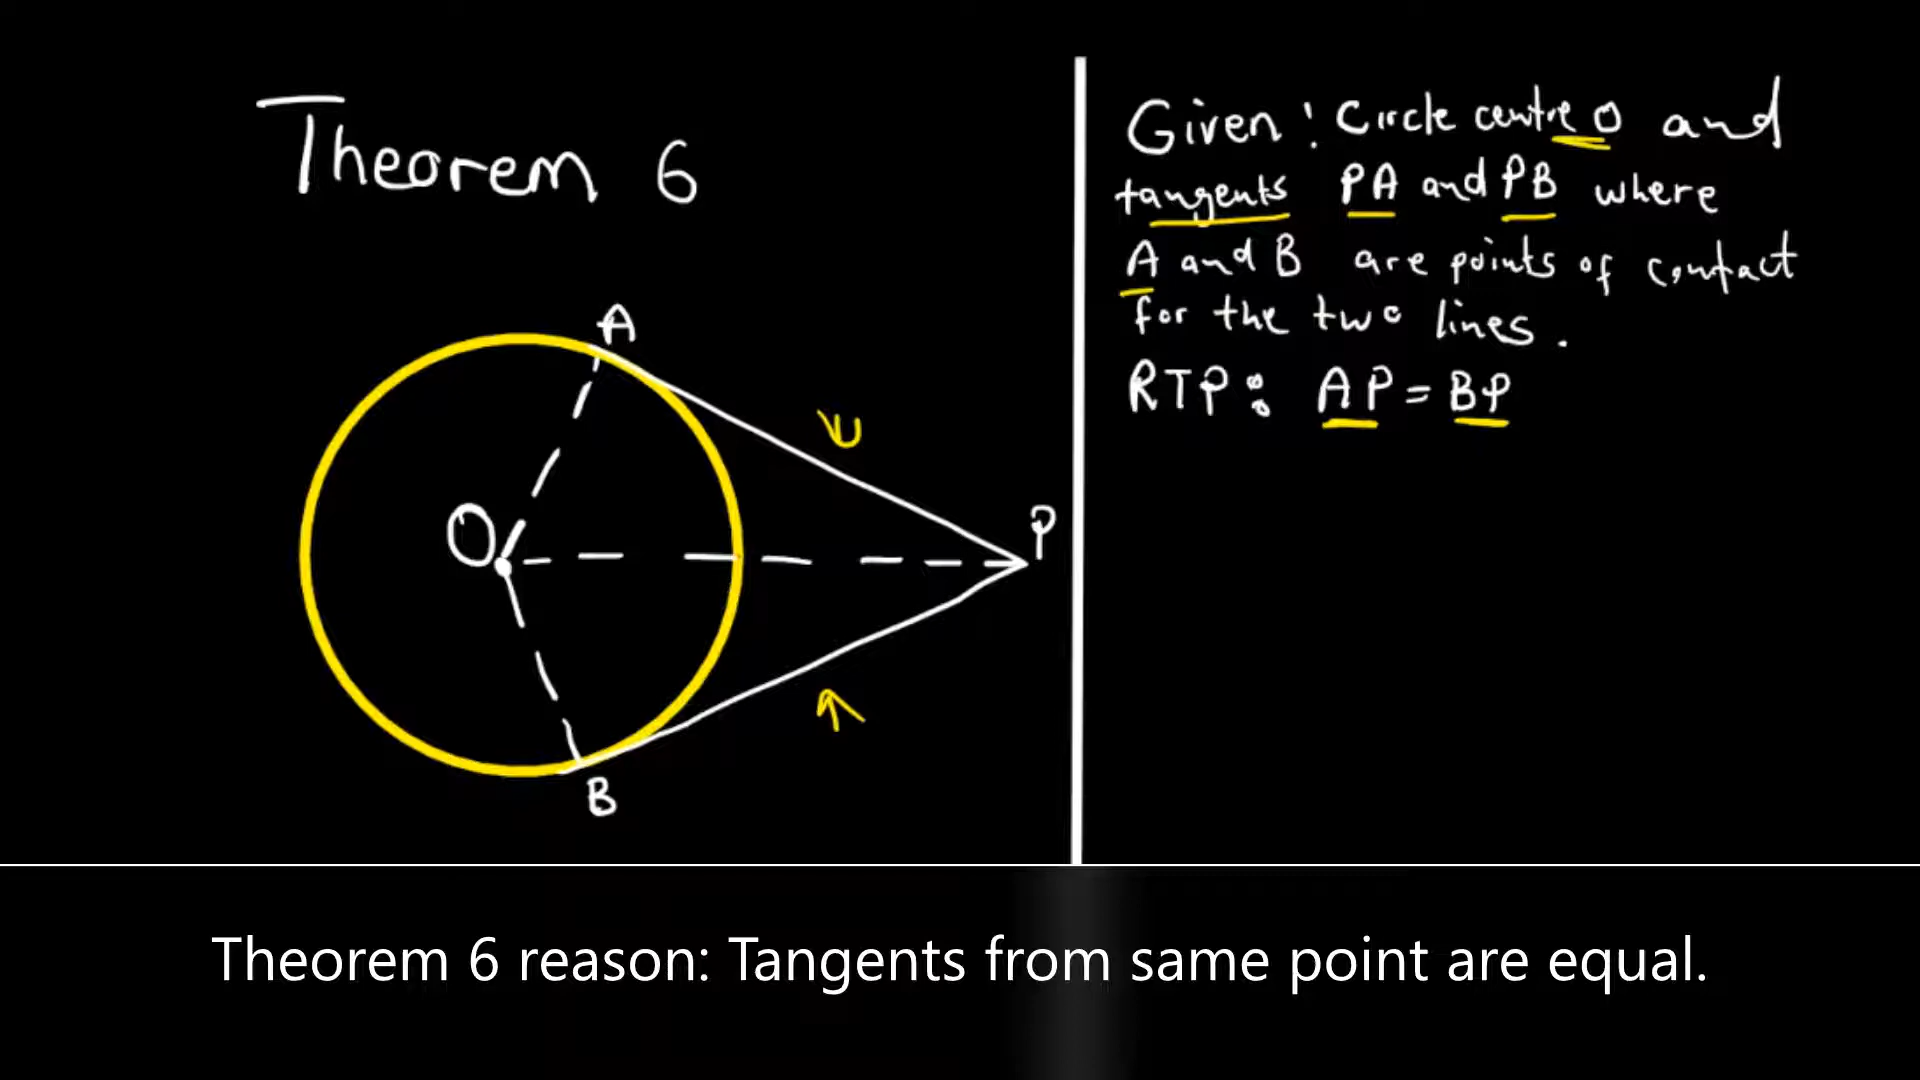 Theorem 6
Given: Circle centre O and
tangents PA and PB where
A and B are points of contact
for the two lines.
RTP: AP = BP
A
O
P
B
Theorem 6 reason: Tangents from same point are equal.